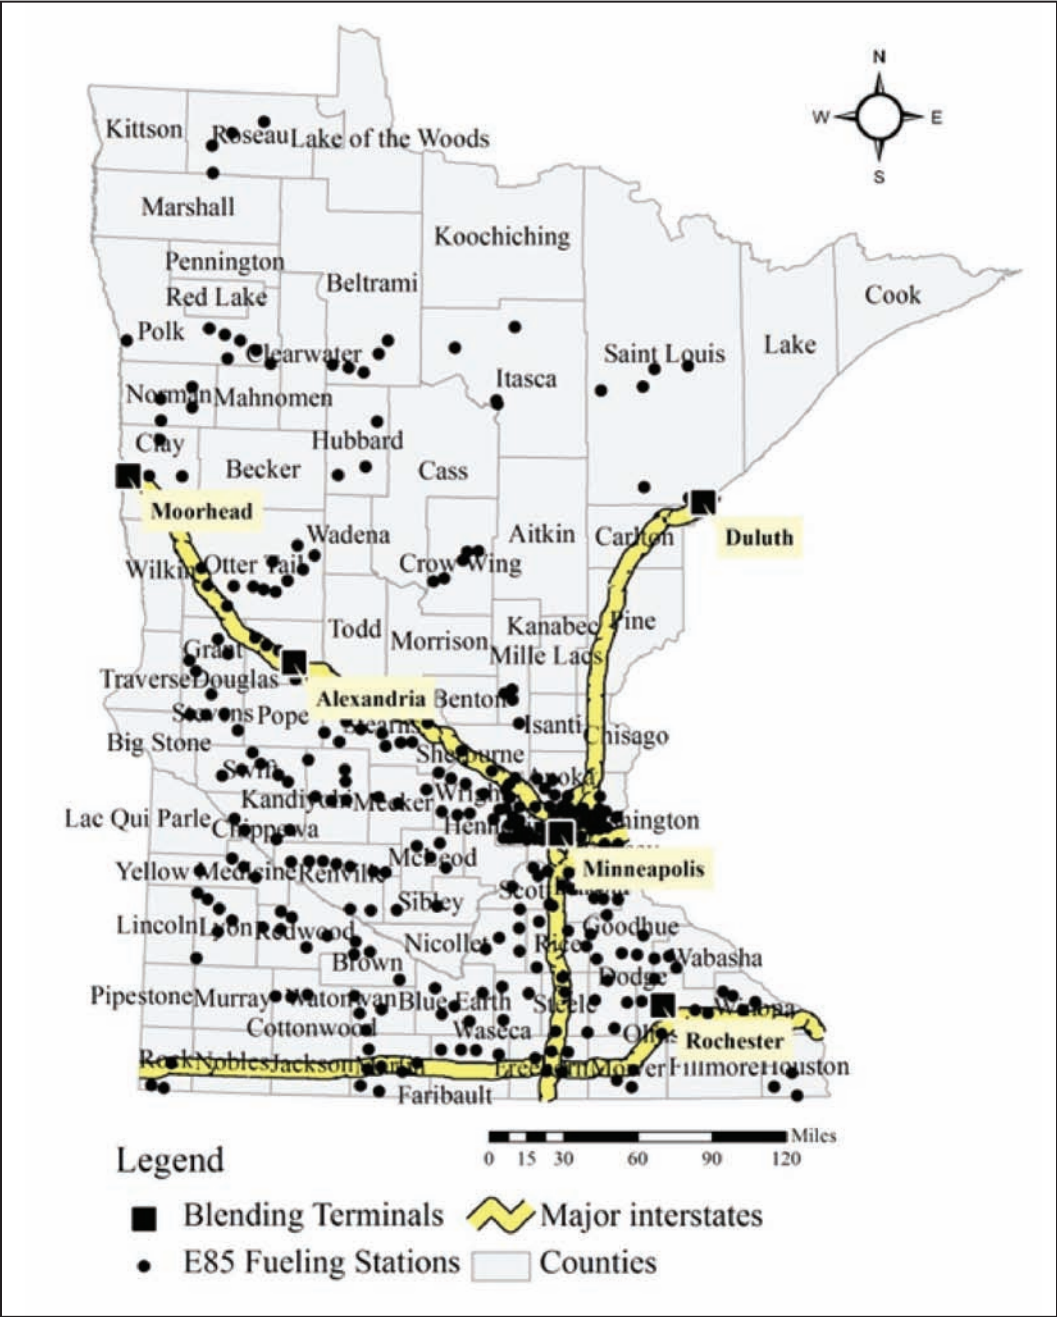 N
W E
S
Kittson
Roseau
Lake of the Woods
Marshall
Koochiching
Pennington
Beltrami
Red Lake
Cook
Polk
Clearwater
Saint Louis
Lake
Itasca
Norman
Mahnomen
Clay
Hubbard
Becker
Cass
Moorhead
Wadena
Aitkin
Carlton
Duluth
Wilkin
Otter Tail
Crow Wing
Todd
Morrison
Kanabec
Pine
Mille Lacs
Grant
Traverse
Douglas
Alexandria
Benton
Stevens
Pope
Stearns
Isanti
Chisago
Big Stone
Sherburne
Swift
Anoka
Kandiyohi
Meeker
Wright
Lac Qui Parle
Chippewa
Minneapolis
McLeod
Yellow Medicine
Renville
Scott
Sibley
Lincoln
Lyon
Redwood
Goodhue
Nicollet
Rice
Brown
Wabasha
Dodge
Pipestone
Murray
Watonwan
Blue Earth
Steele
Winona
Cottonwood
Waseca
Rochester
Rock
Nobles
Jackson
Martin
Freeborn
Mower
Fillmore
Houston
Faribault
Miles
0 15 30 60 90 120
Legend
Blending Terminals
Major interstates
E85 Fueling Stations
Counties